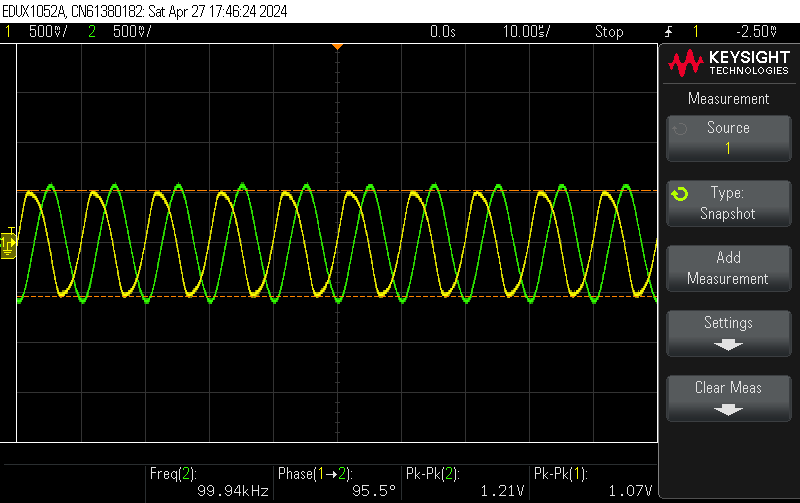 EDUX1052A, CN61380182: Sat Apr 27 17:46:24 2024
1 500mV/ 2 500mV/ 0.0s 10.00us/ Stop 1 -2.50mV
KEYSIGHT
TECHNOLOGIES
Measurement
Source
1
Type:
Snapshot
Add
Measurement
Settings
Clear Meas
T
Freq(2): Phase(1→2): Pk-Pk(2): Pk-Pk(1):
99.94kHz 95.5° 1.21V 1.07V